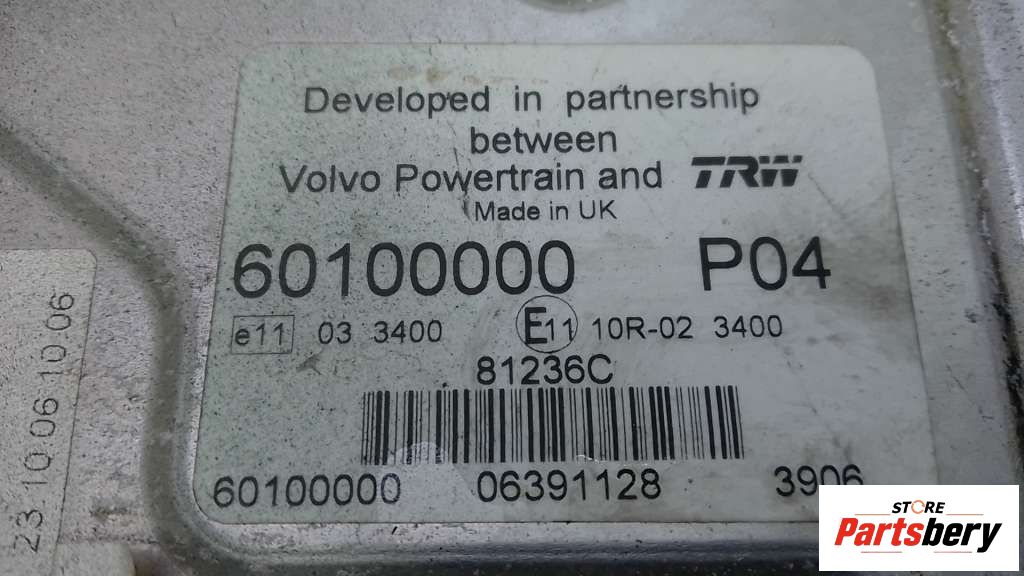 Developed in partnership
between
Volvo Powertrain and TRW
Made in UK
60100000 P04
e11 03 3400 E11 10R-02 3400
81236C
60100000 06391128 3906
23 10 06 10.06
STORE
Partsbery